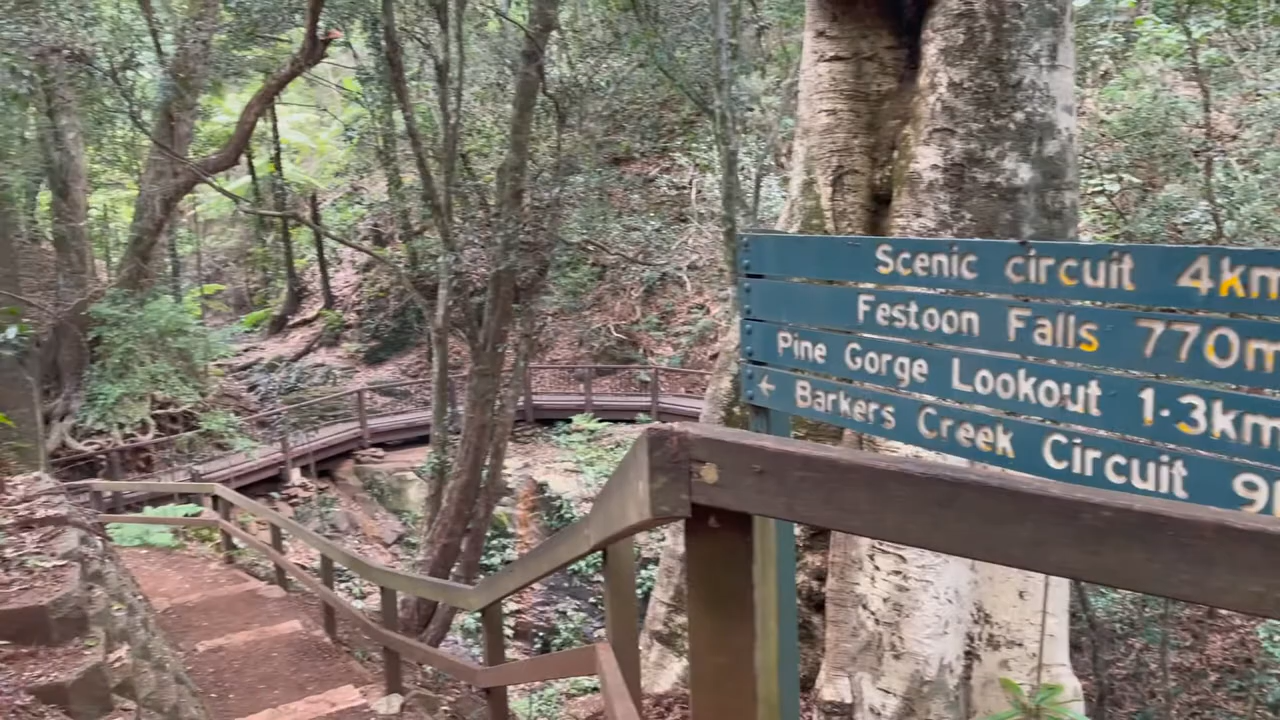 Scenic circuit 4km
Festoon Falls 770m
Pine Gorge Lookout 1·3km
← Barkers Creek Circuit